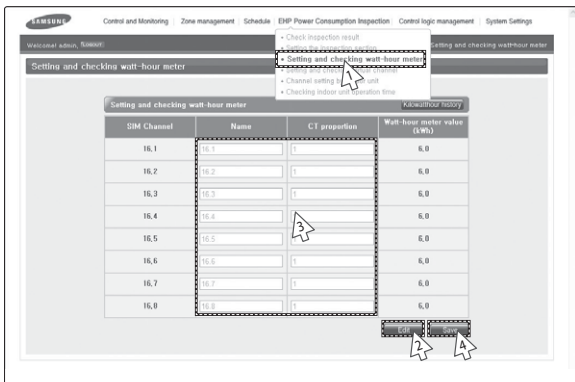 SAMSUNG
Control and Monitoring | Zone management | Schedule | EHP Power Consumption Inspection | Control logic management | System Settings
Welcome! admin,
• Check inspection result
• Setting the inspection section
• Setting and checking watt-hour meter
Setting and checking watt-hour meter
• Setting and checking channel
• Channel setting by unit
• Checking indoor unit operation time
1
Setting and checking watt-hour meter
Setting and checking watt-hour meter
Kilowatthour history
SIM Channel Name CT proportion Watt-hour meter value (kWh)
16,1 16.1 1 6,0
16,2 16.2 1 6,0
16,3 16.3 1 6,0
16,4 16.4 6,0
3
16,5 16.5 1 6,0
16,6 16.6 1 6,0
16,7 16.7 1 6,0
16,8 16.8 1 6,0
Edit Save
2 4